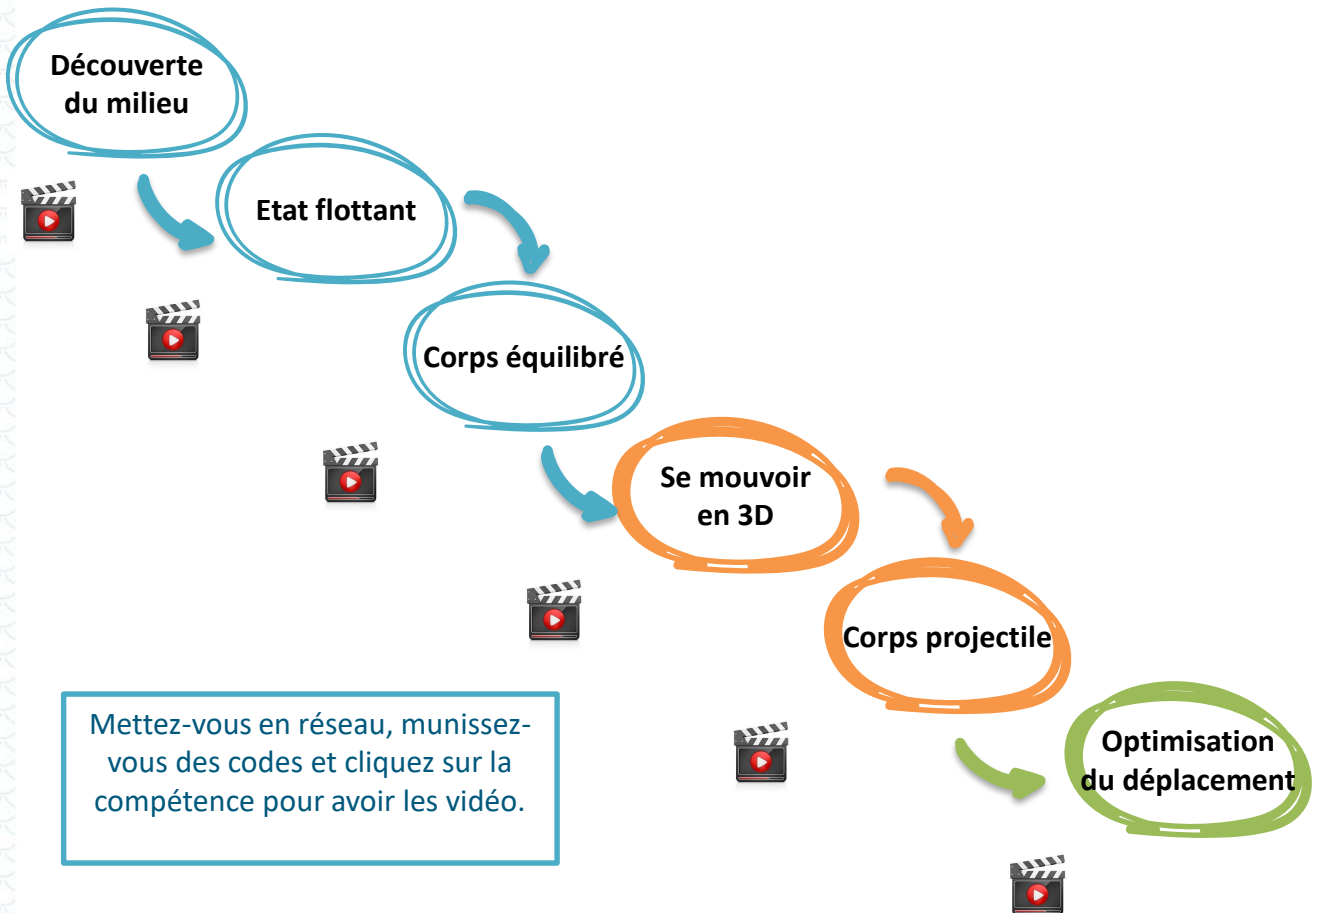 Découverte
du milieu
Etat flottant
Corps équilibré
Se mouvoir
en 3D
Corps projectile
Optimisation
du déplacement
Mettez-vous en réseau, munissez-
vous des codes et cliquez sur la
compétence pour avoir les vidéo.